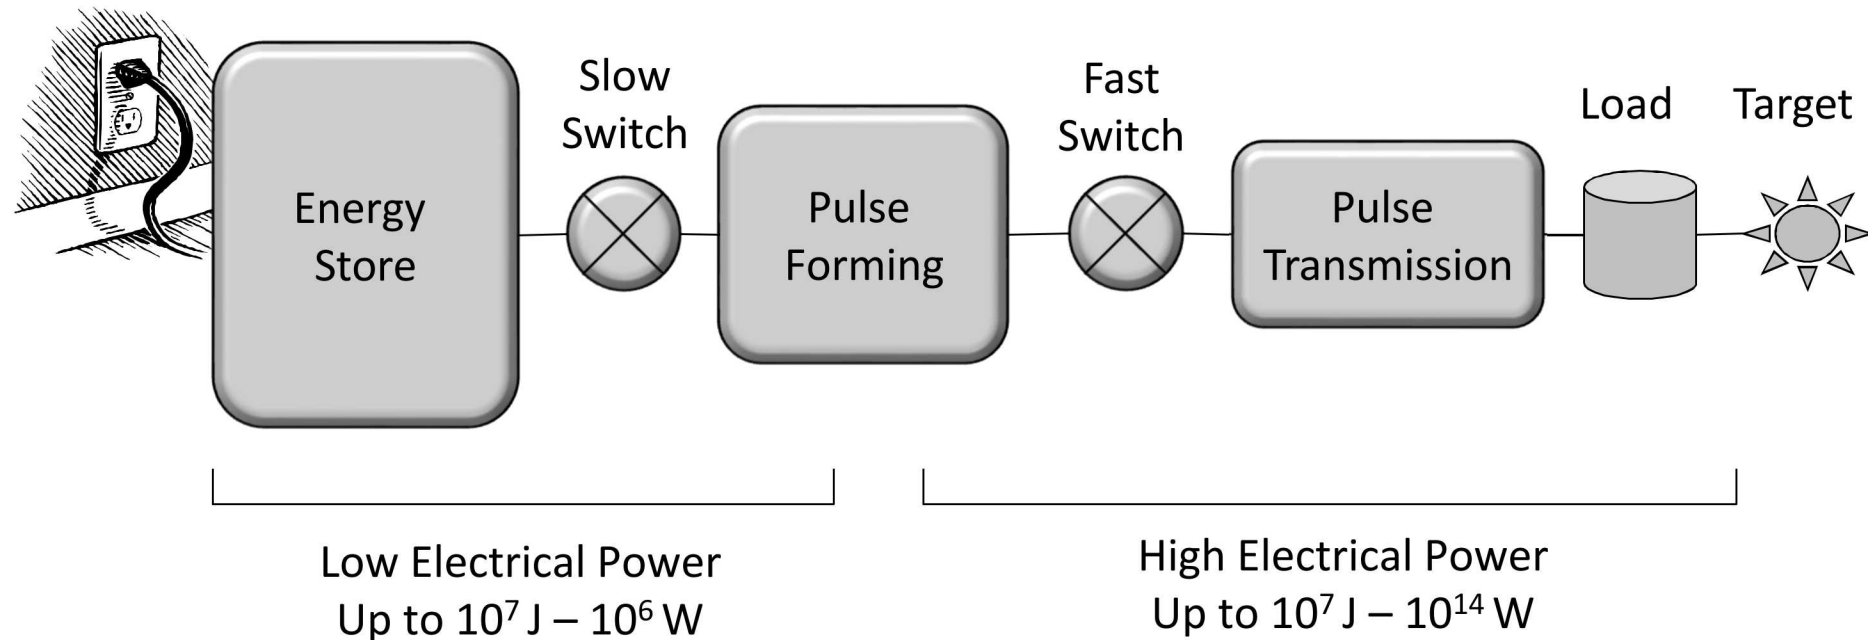 Energy
Store
Slow
Switch
Pulse
Forming
Fast
Switch
Pulse
Transmission
Load
Target
Low Electrical Power
Up to 10⁷ J – 10⁶ W
High Electrical Power
Up to 10⁷ J – 10¹⁴ W